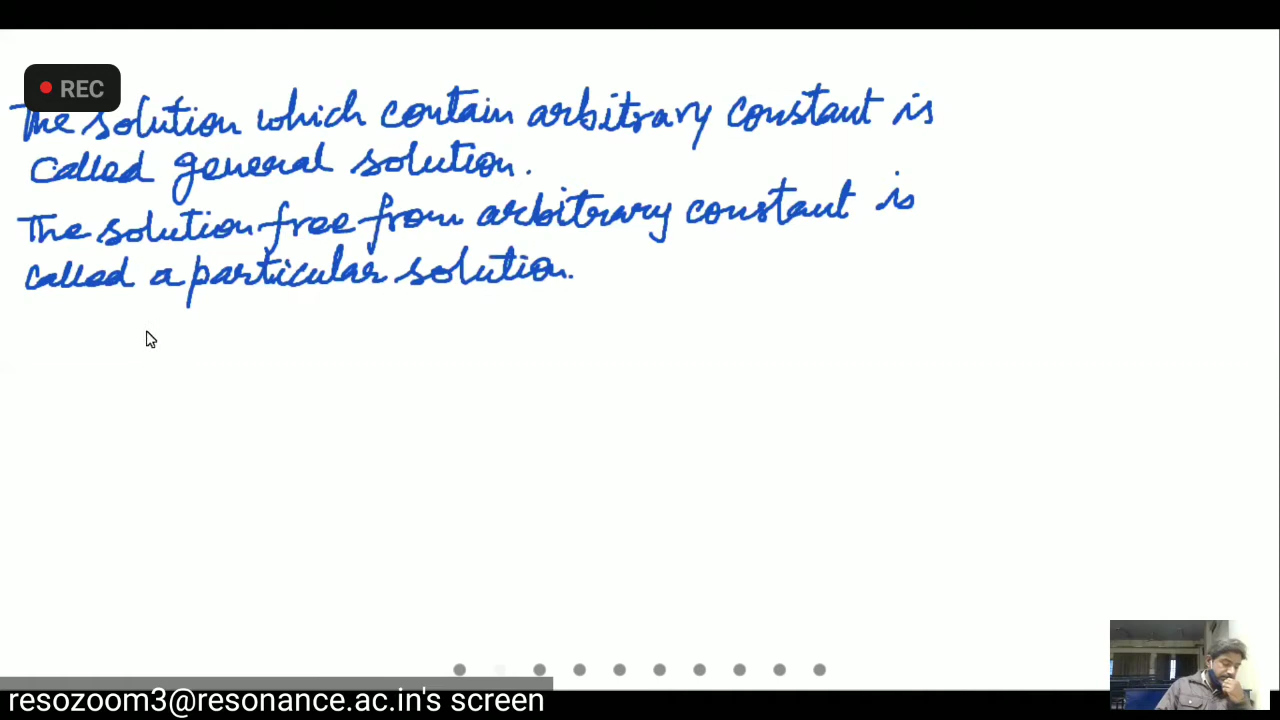 REC
The solution which contain arbitrary constant is
called general solution.
The solution free from arbitrary constant is
called a particular solution.
resozoom3@resonance.ac.in's screen